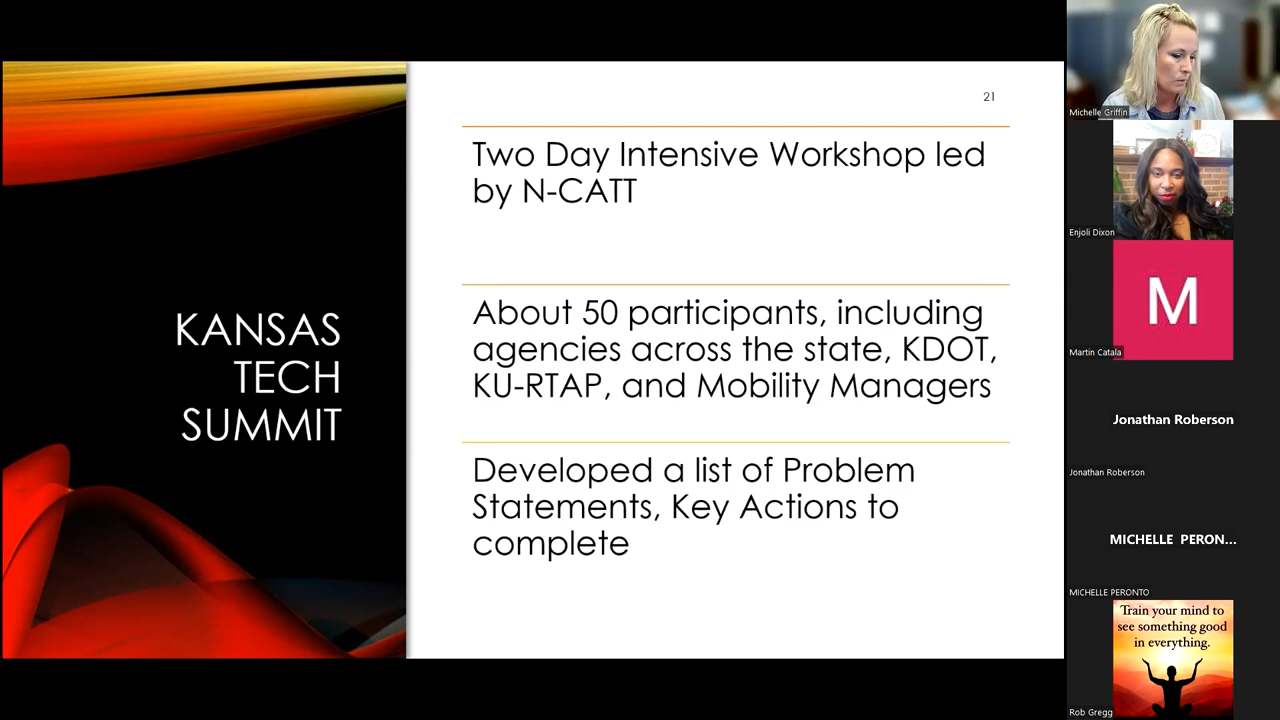 KANSAS
TECH
SUMMIT
21
Two Day Intensive Workshop led
by N-CATT
About 50 participants, including
agencies across the state, KDOT,
KU-RTAP, and Mobility Managers
Developed a list of Problem
Statements, Key Actions to
complete
Michelle Griffin
Enjoli Dixon
M
Martin Catala
Jonathan Roberson
Jonathan Roberson
MICHELLE PERON...
MICHELLE PERONTO
Train your mind to
see something good
in everything.
Rob Gregg